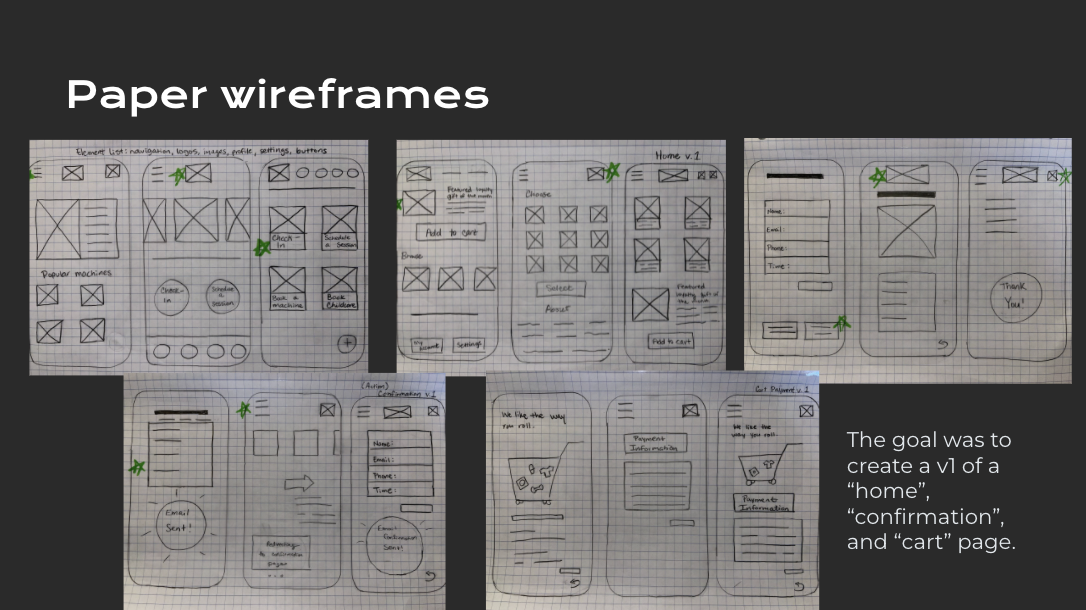 Paper wireframes
Element List: navigation, logos, images, profile, settings, buttons
Popular machines
Check-
In
Schedule
a
Session
Check-
In
Schedule
a Session
Book a
machine
Book
Childcare
+
Home v.1
Featured loyalty
gift of the month
Add to cart
Browse
My
Account
Settings
Choose
Select
About
Featured
loyalty gift of
the month
Add to cart
Name:
Email:
Phone:
Time:
Thank
You!
(Action)
Confirmation v.1
Email
Sent!
Name:
Email:
Phone:
Time:
Email
Confirmation
Sent!
Cart Payment v.1
We like the way
you roll.
Payment
Information
We like the
way you roll.
Payment
Information
The goal was to
create a v1 of a
“home”,
“confirmation”,
and “cart” page.